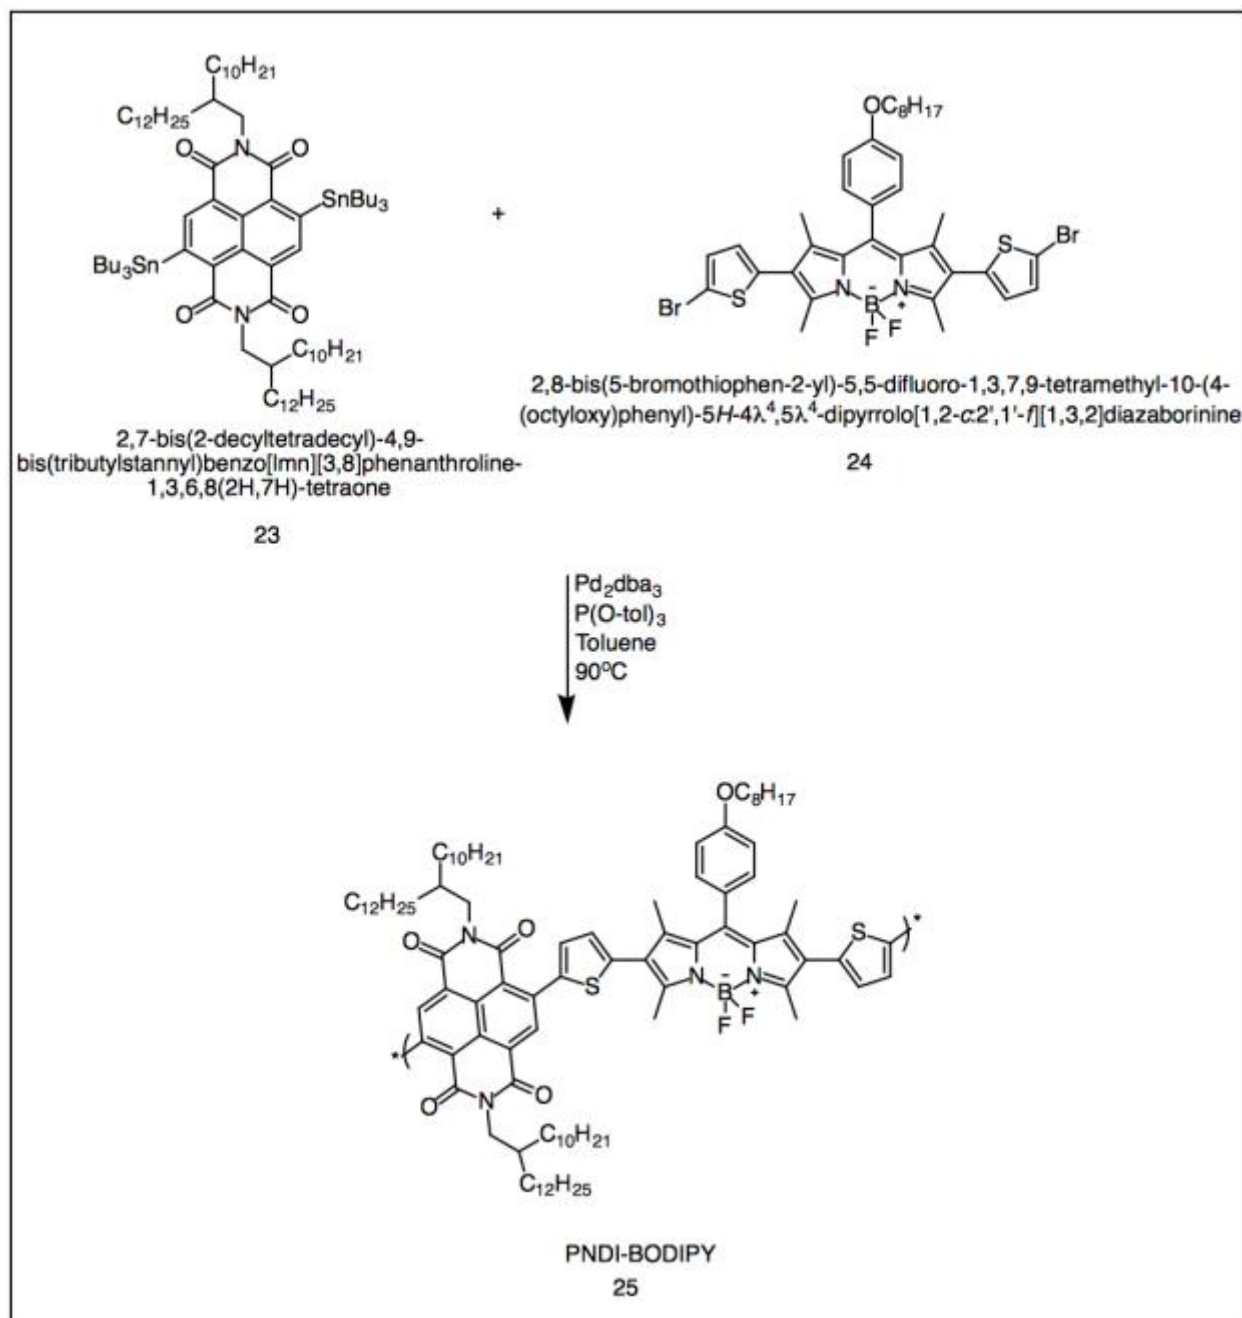 C10H21
C12H25
N
O
O
SnBu3
Bu3Sn
O
O
N
C10H21
C12H25
2,7-bis(2-decyltetradecyl)-4,9-
bis(tributylstannyl)benzo[lmn][3,8]phenanthroline-
1,3,6,8(2H,7H)-tetraone
23
+
OC8H17
S
Br
S
Br
N
B
-
N
+
F
F
2,8-bis(5-bromothiophen-2-yl)-5,5-difluoro-1,3,7,9-tetramethyl-10-(4-
(octyloxy)phenyl)-5H-4λ4,5λ4-dipyrrolo[1,2-c:2',1'-f][1,3,2]diazaborinine
24
Pd2dba3
P(O-tol)3
Toluene
90oC
OC8H17
C10H21
C12H25
N
O
O
S
N
B
-
N
+
F
F
S
*
*
O
O
N
C10H21
C12H25
PNDI-BODIPY
25